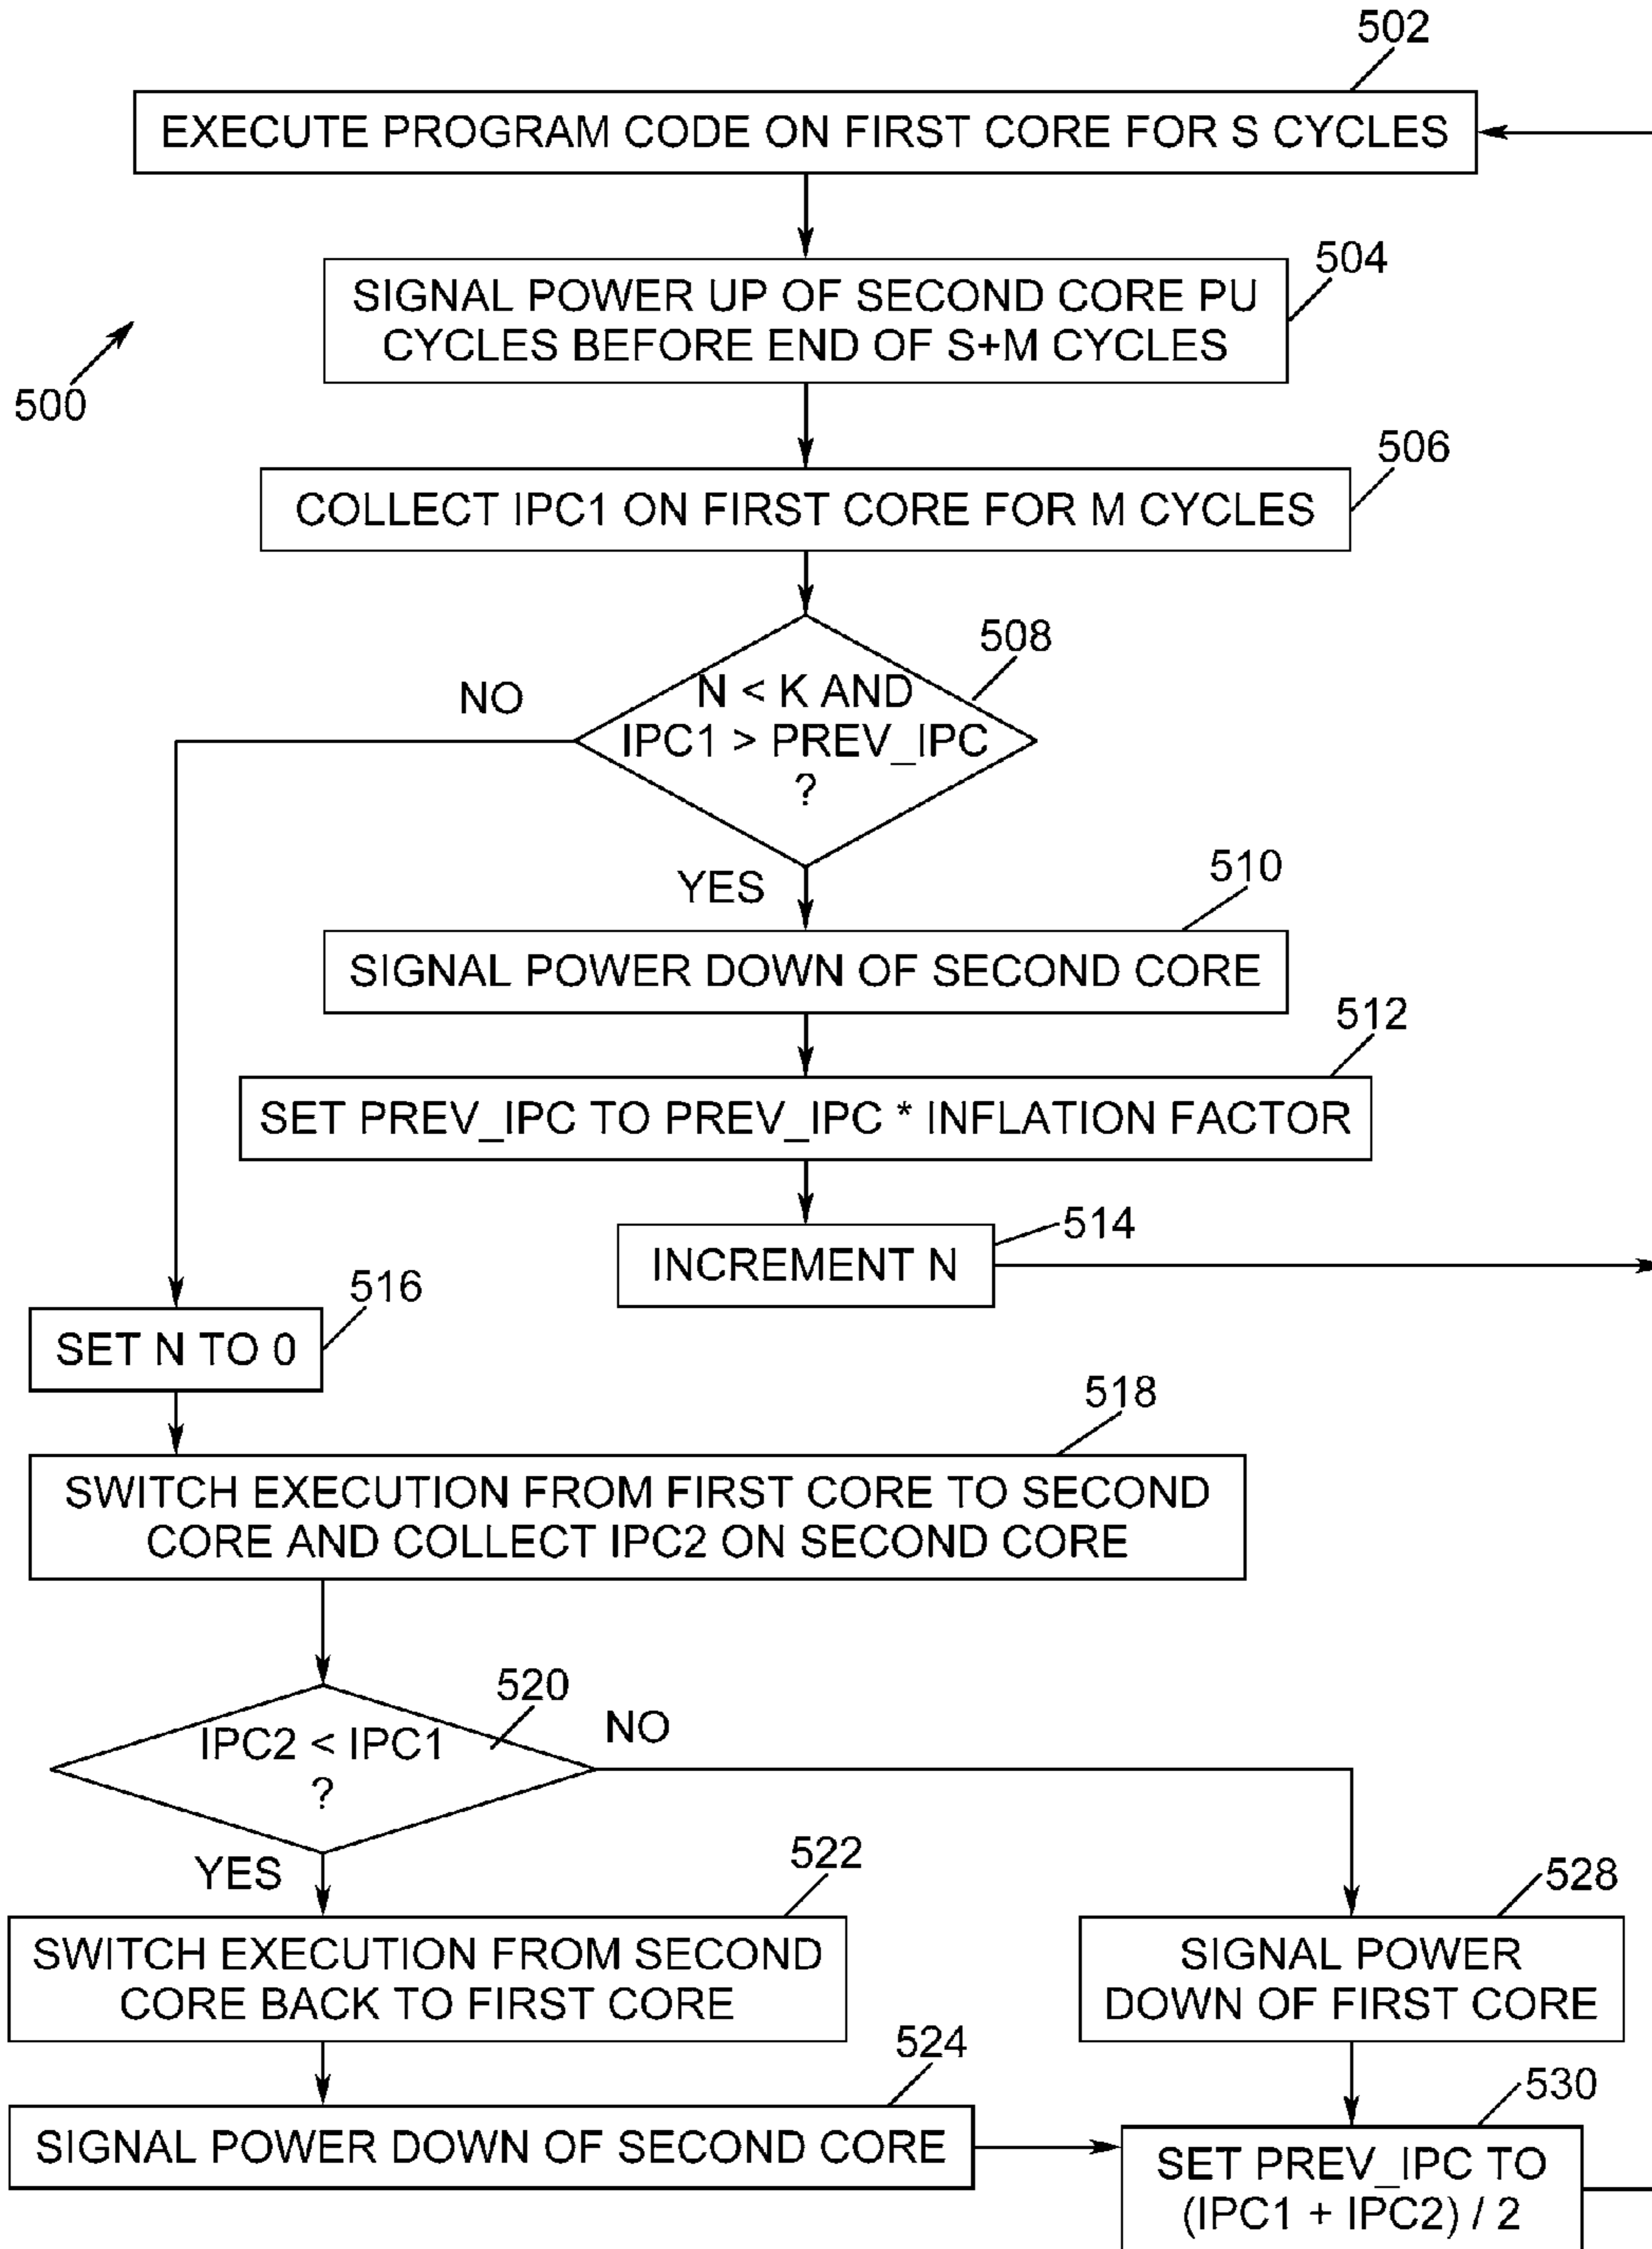 502
EXECUTE PROGRAM CODE ON FIRST CORE FOR S CYCLES
504
SIGNAL POWER UP OF SECOND CORE PU
CYCLES BEFORE END OF S+M CYCLES
500
506
COLLECT IPC1 ON FIRST CORE FOR M CYCLES
508
NO
N < K AND
IPC1 > PREV_IPC
?
YES
510
SIGNAL POWER DOWN OF SECOND CORE
512
SET PREV_IPC TO PREV_IPC * INFLATION FACTOR
514
INCREMENT N
516
SET N TO 0
518
SWITCH EXECUTION FROM FIRST CORE TO SECOND
CORE AND COLLECT IPC2 ON SECOND CORE
520
NO
IPC2 < IPC1
?
YES
522
SWITCH EXECUTION FROM SECOND
CORE BACK TO FIRST CORE
528
SIGNAL POWER
DOWN OF FIRST CORE
524
SIGNAL POWER DOWN OF SECOND CORE
530
SET PREV_IPC TO
(IPC1 + IPC2) / 2